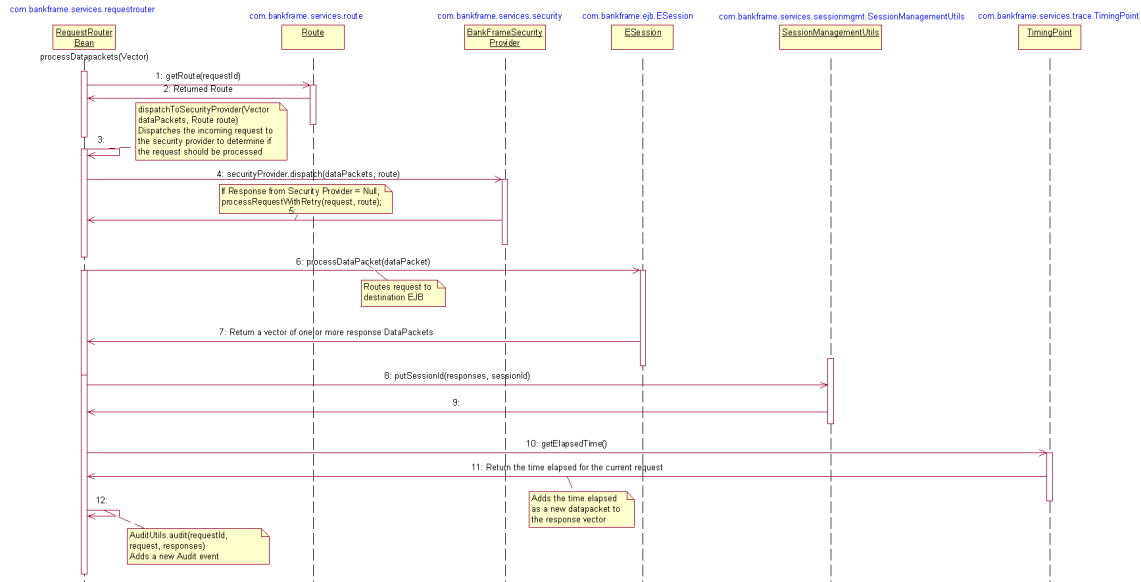 com.bankframe.services.requestrouter
com.bankframe.services.route
com.bankframe.services.security
com.bankframe.ejb.ESession
com.bankframe.services.sessionmgmt.SessionManagementUtils
com.bankframe.services.trace.TimingPoint
RequestRouter
Bean
Route
BankFrameSecurity
Provider
ESession
SessionManagementUtils
TimingPoint
processDatapackets(Vector)
1: getRoute(requestId)
2: Returned Route
dispatchToSecurityProvider(Vector
dataPackets, Route route)
Dispatches the incoming request to
the security provider to determine if
the request should be processed
3:
4: securityProvider.dispatch(dataPackets, route)
If Response from Security Provider = Null;
processRequestWithRetry(request, route);
5:
6: processDataPacket(dataPacket)
Routes request to
destination EJB
7: Return a vector of one or more response DataPackets
8: putSessionId(responses, sessionId)
9:
10: getElapsedTime()
11: Return the time elapsed for the current request
Adds the time elapsed
as a new datapacket to
the response vector
12:
AuditUtils.audit(requestId,
request, responses)
Adds a new Audit event